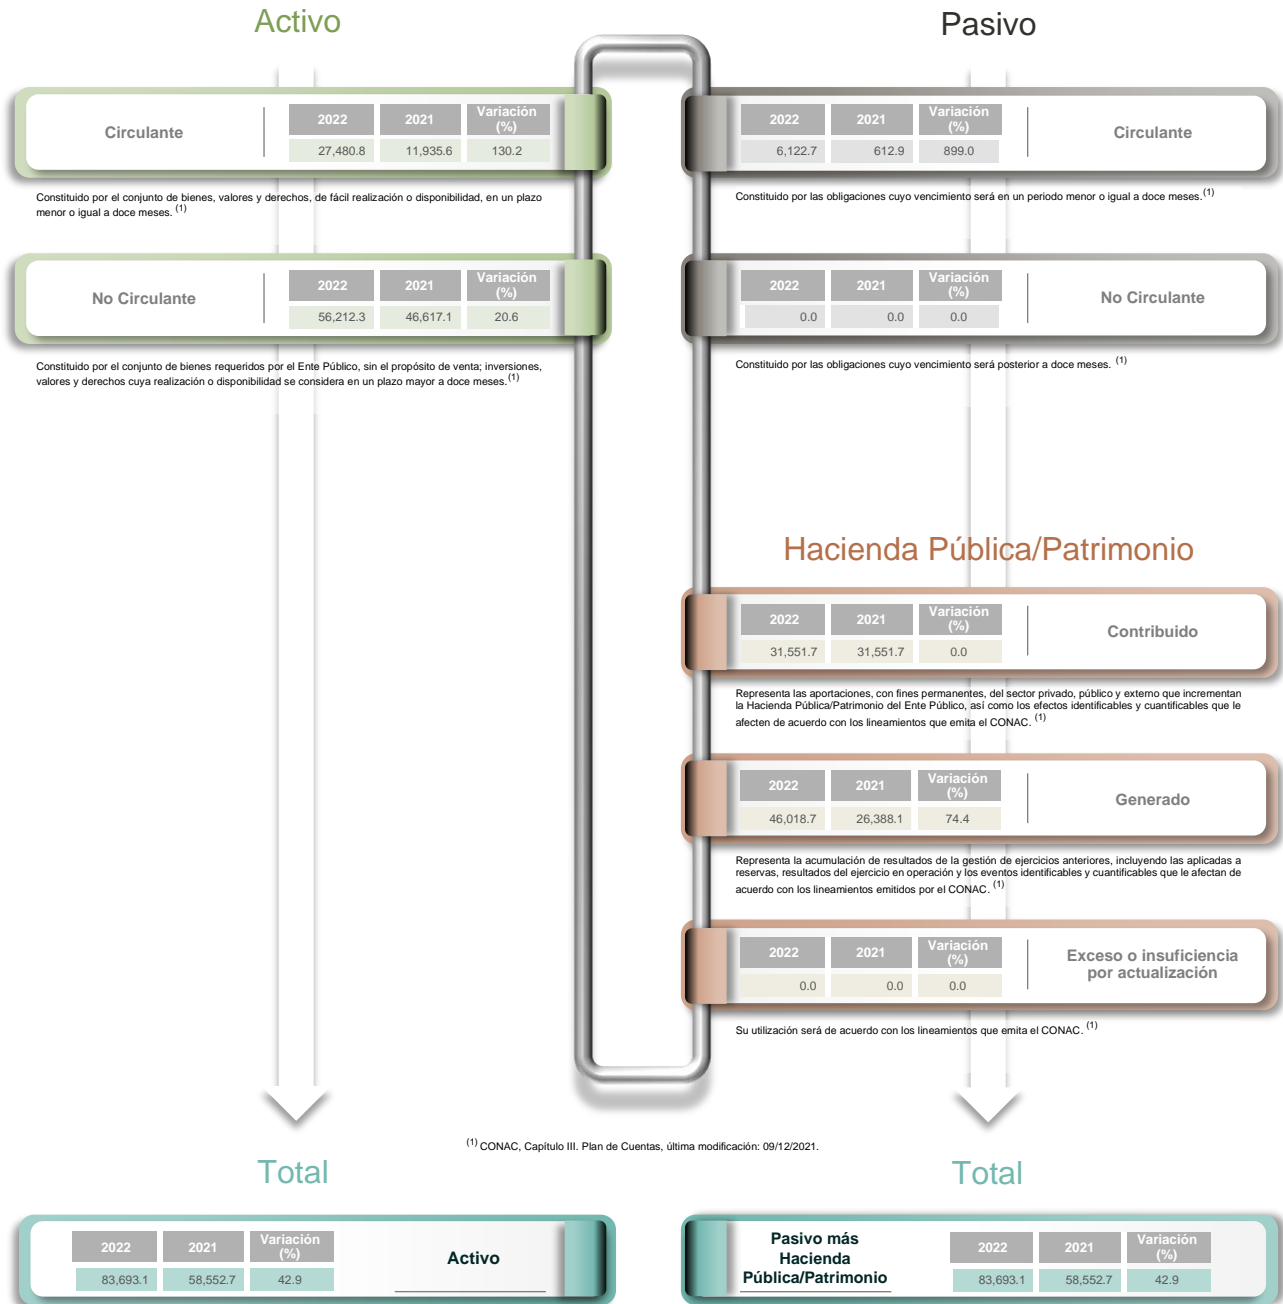 Activo
Circulante
2022 2021 Variación (%)
27,480.8 11,935.6 130.2
Constituido por el conjunto de bienes, valores y derechos, de fácil realización o disponibilidad, en un plazo
menor o igual a doce meses. (1)
No Circulante
2022 2021 Variación (%)
56,212.3 46,617.1 20.6
Constituido por el conjunto de bienes requeridos por el Ente Público, sin el propósito de venta; inversiones,
valores y derechos cuya realización o disponibilidad se considera en un plazo mayor a doce meses. (1)
Pasivo
2022 2021 Variación (%)
6,122.7 612.9 899.0
Circulante
Constituido por las obligaciones cuyo vencimiento será en un periodo menor o igual a doce meses. (1)
2022 2021 Variación (%)
0.0 0.0 0.0
No Circulante
Constituido por las obligaciones cuyo vencimiento será posterior a doce meses. (1)
Hacienda Pública/Patrimonio
2022 2021 Variación (%)
31,551.7 31,551.7 0.0
Contribuido
Representa las aportaciones, con fines permanentes, del sector privado, público y externo que incrementan
la Hacienda Pública/Patrimonio del Ente Público, así como los efectos identificables y cuantificables que le
afecten de acuerdo con los lineamientos que emita el CONAC. (1)
2022 2021 Variación (%)
46,018.7 26,388.1 74.4
Generado
Representa la acumulación de resultados de la gestión de ejercicios anteriores, incluyendo las aplicadas a
reservas, resultados del ejercicio en operación y los eventos identificables y cuantificables que le afectan de
acuerdo con los lineamientos emitidos por el CONAC. (1)
2022 2021 Variación (%)
0.0 0.0 0.0
Exceso o insuficiencia
por actualización
Su utilización será de acuerdo con los lineamientos que emita el CONAC. (1)
(1) CONAC, Capítulo III. Plan de Cuentas, última modificación: 09/12/2021.
Total
2022 2021 Variación (%)
83,693.1 58,552.7 42.9
Activo
Total
Pasivo más
Hacienda
Pública/Patrimonio
2022 2021 Variación (%)
83,693.1 58,552.7 42.9